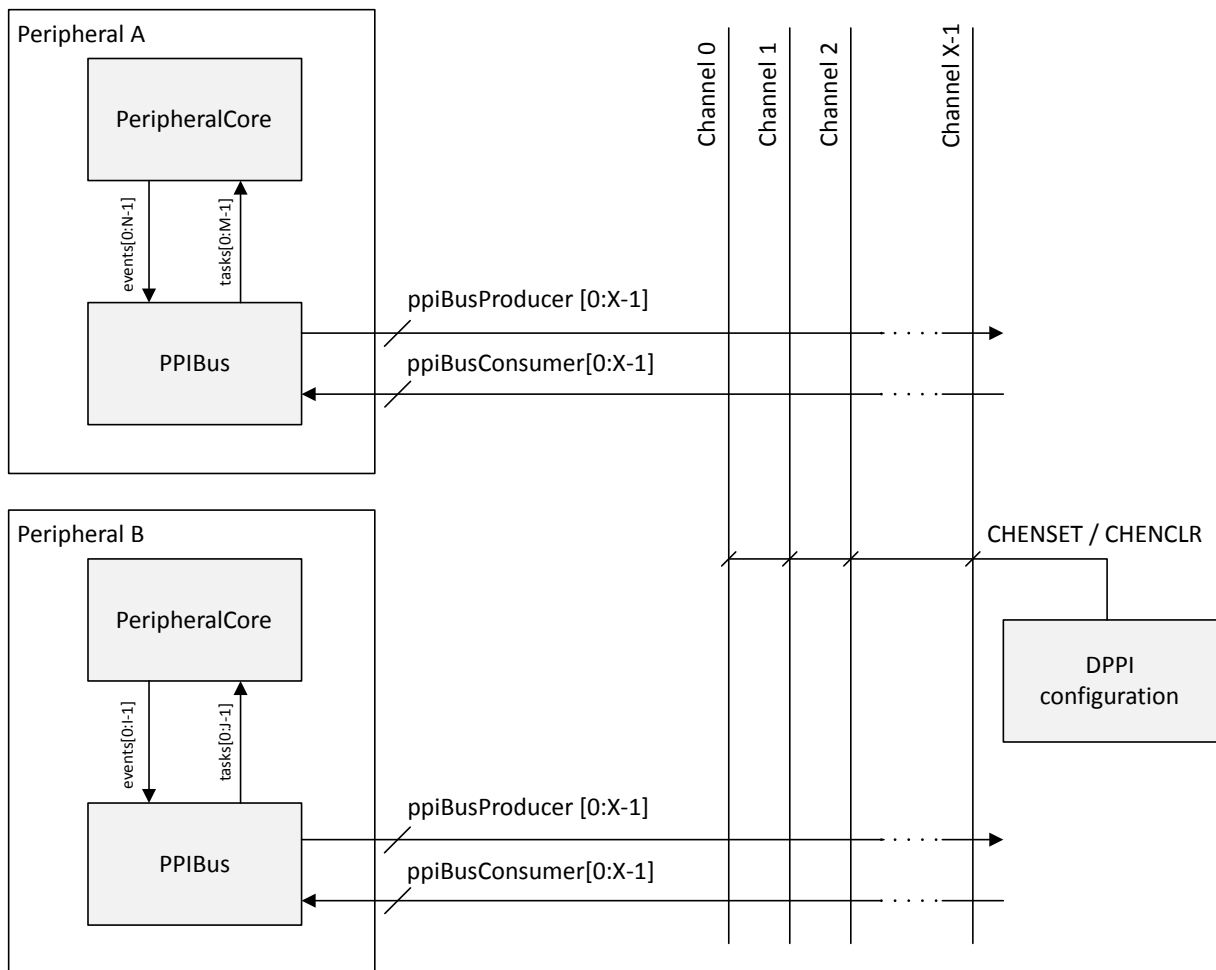 Peripheral A
PeripheralCore
events[0:N-1]
tasks[0:M-1]
PPIBus
ppiBusProducer [0:X-1]
ppiBusConsumer[0:X-1]
Channel 0
Channel 1
Channel 2
Channel X-1
Peripheral B
PeripheralCore
events[0:I-1]
tasks[0:J-1]
PPIBus
ppiBusProducer [0:X-1]
ppiBusConsumer[0:X-1]
CHENSET / CHENCLR
DPPI
configuration